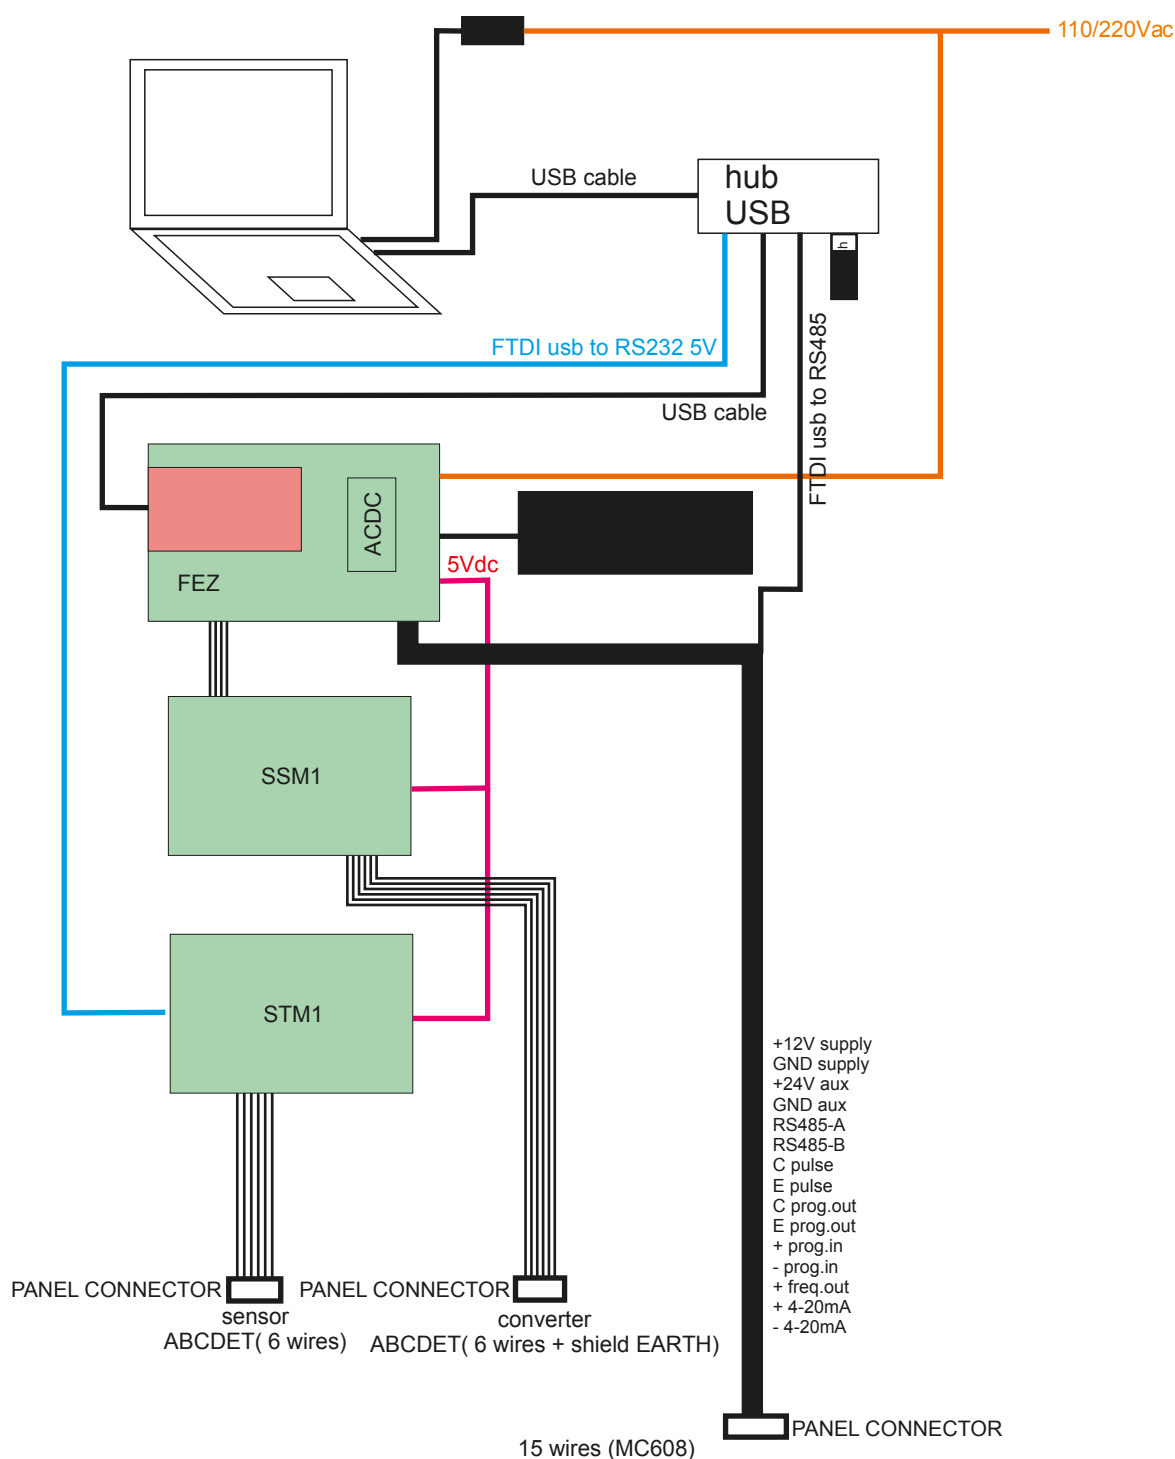 110/220Vac
USB cable
hub
USB
h
FTDI usb to RS232 5V
FTDI usb to RS485
USB cable
ACDC
5Vdc
FEZ
SSM1
STM1
+12V supply
GND supply
+24V aux
GND aux
RS485-A
RS485-B
C pulse
E pulse
C prog.out
E prog.out
+ prog.in
- prog.in
+ freq.out
+ 4-20mA
- 4-20mA
PANEL CONNECTOR
sensor
ABCDET( 6 wires)
PANEL CONNECTOR
converter
ABCDET( 6 wires + shield EARTH)
PANEL CONNECTOR
15 wires (MC608)